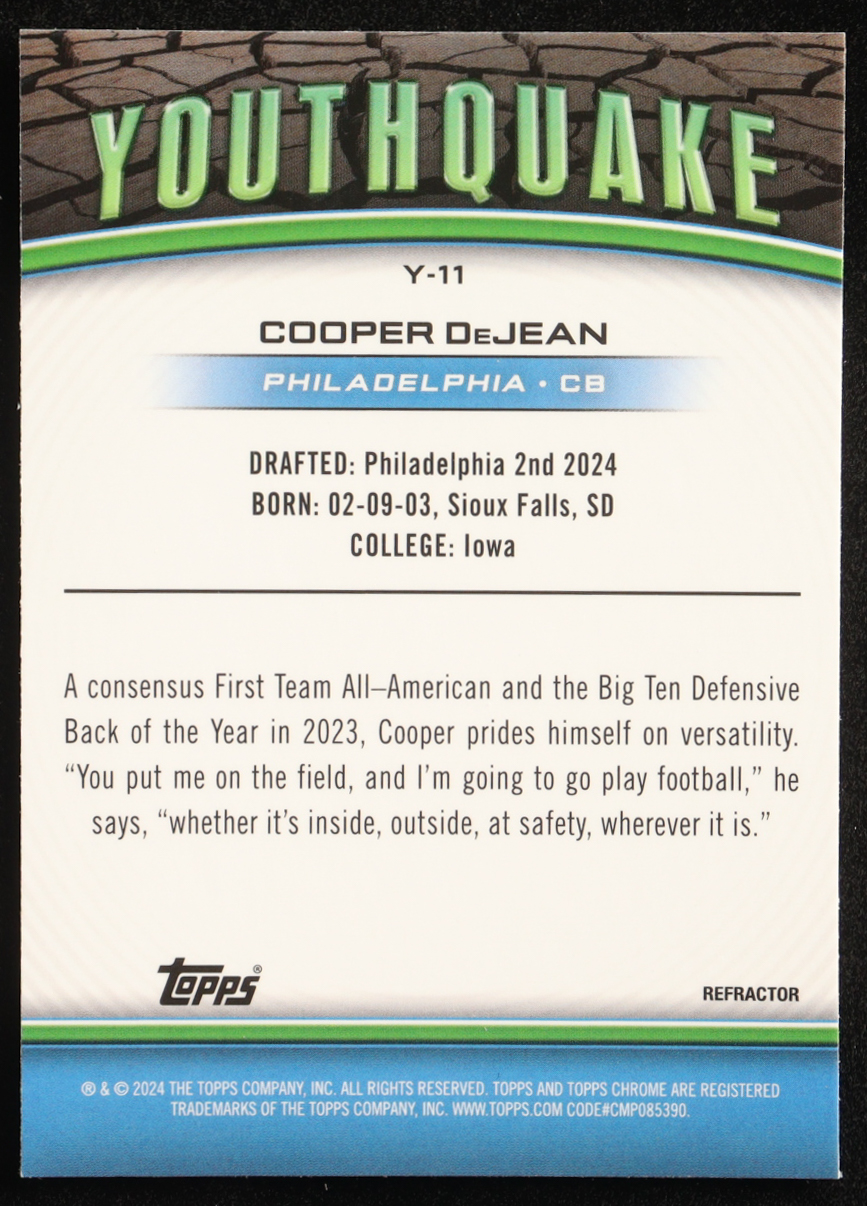 YOUTHQUAKE
Y-11
COOPER DeJEAN
PHILADELPHIA • CB
DRAFTED: Philadelphia 2nd 2024
BORN: 02-09-03, Sioux Falls, SD
COLLEGE: Iowa
A consensus First Team All–American and the Big Ten Defensive
Back of the Year in 2023, Cooper prides himself on versatility.
“You put me on the field, and I’m going to go play football,” he
says, “whether it’s inside, outside, at safety, wherever it is.”
Topps®
REFRACTOR
® & © 2024 THE TOPPS COMPANY, INC. ALL RIGHTS RESERVED. TOPPS AND TOPPS CHROME ARE REGISTERED
TRADEMARKS OF THE TOPPS COMPANY, INC. WWW.TOPPS.COM CODE#CMP085390.